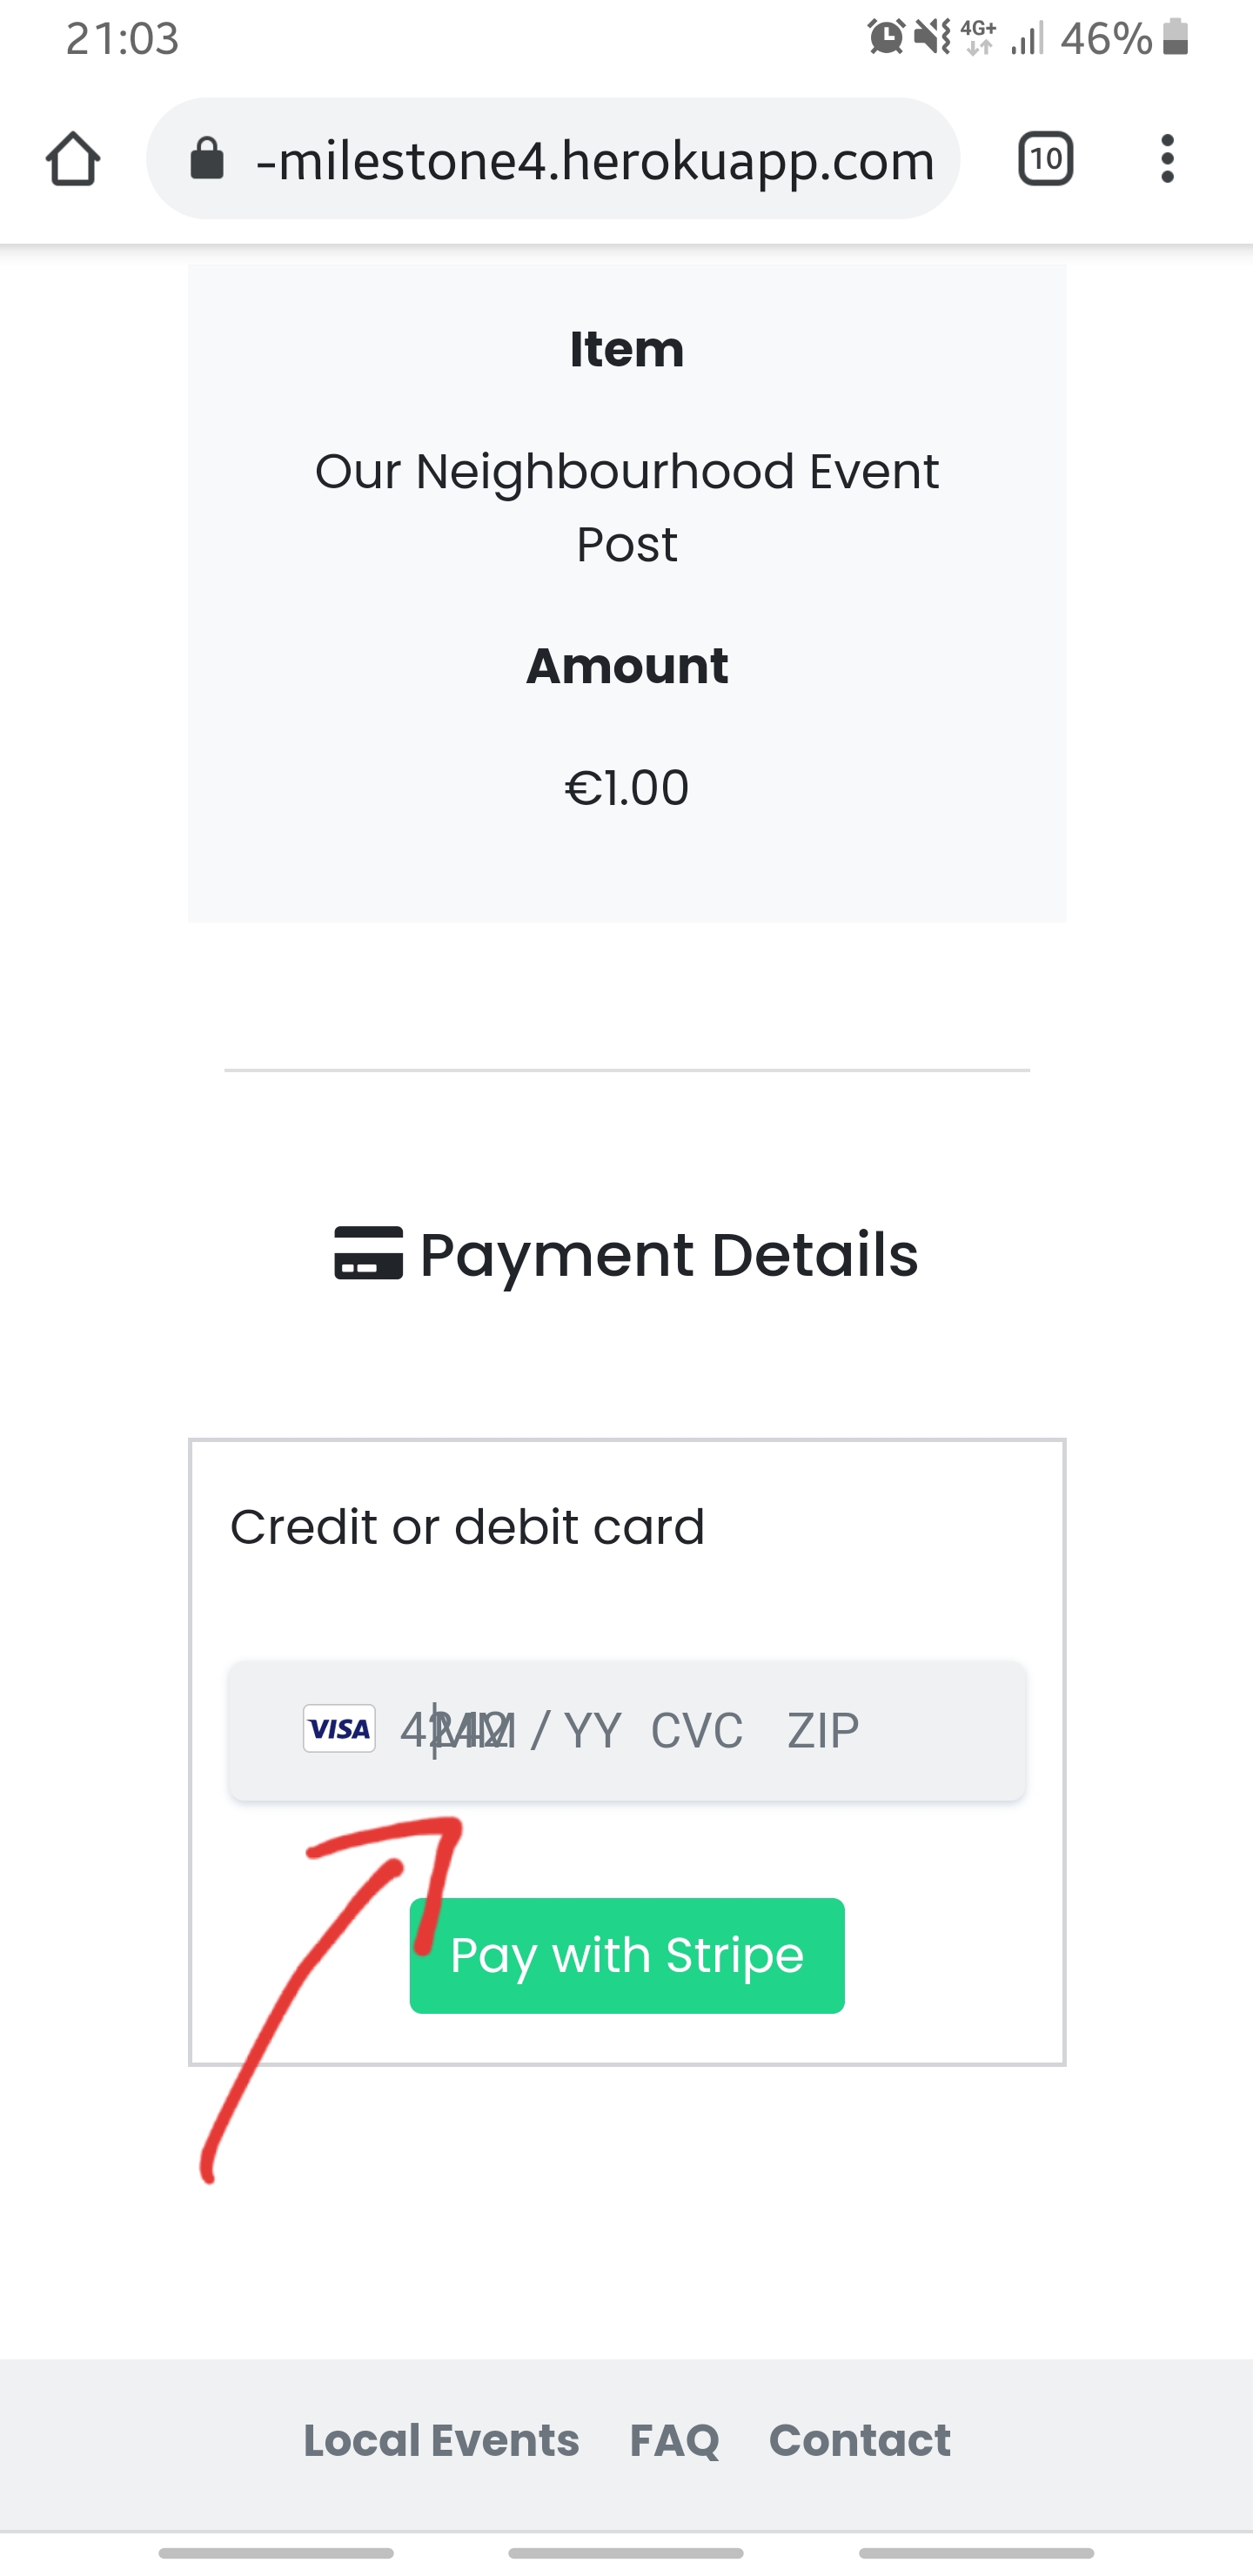 21:03 4G+ 46%
-milestone4.herokuapp.com 10
Item
Our Neighbourhood Event
Post
Amount
€1.00
Payment Details
Credit or debit card
VISA 4242 MM / YY CVC ZIP
Pay with Stripe
Local Events FAQ Contact